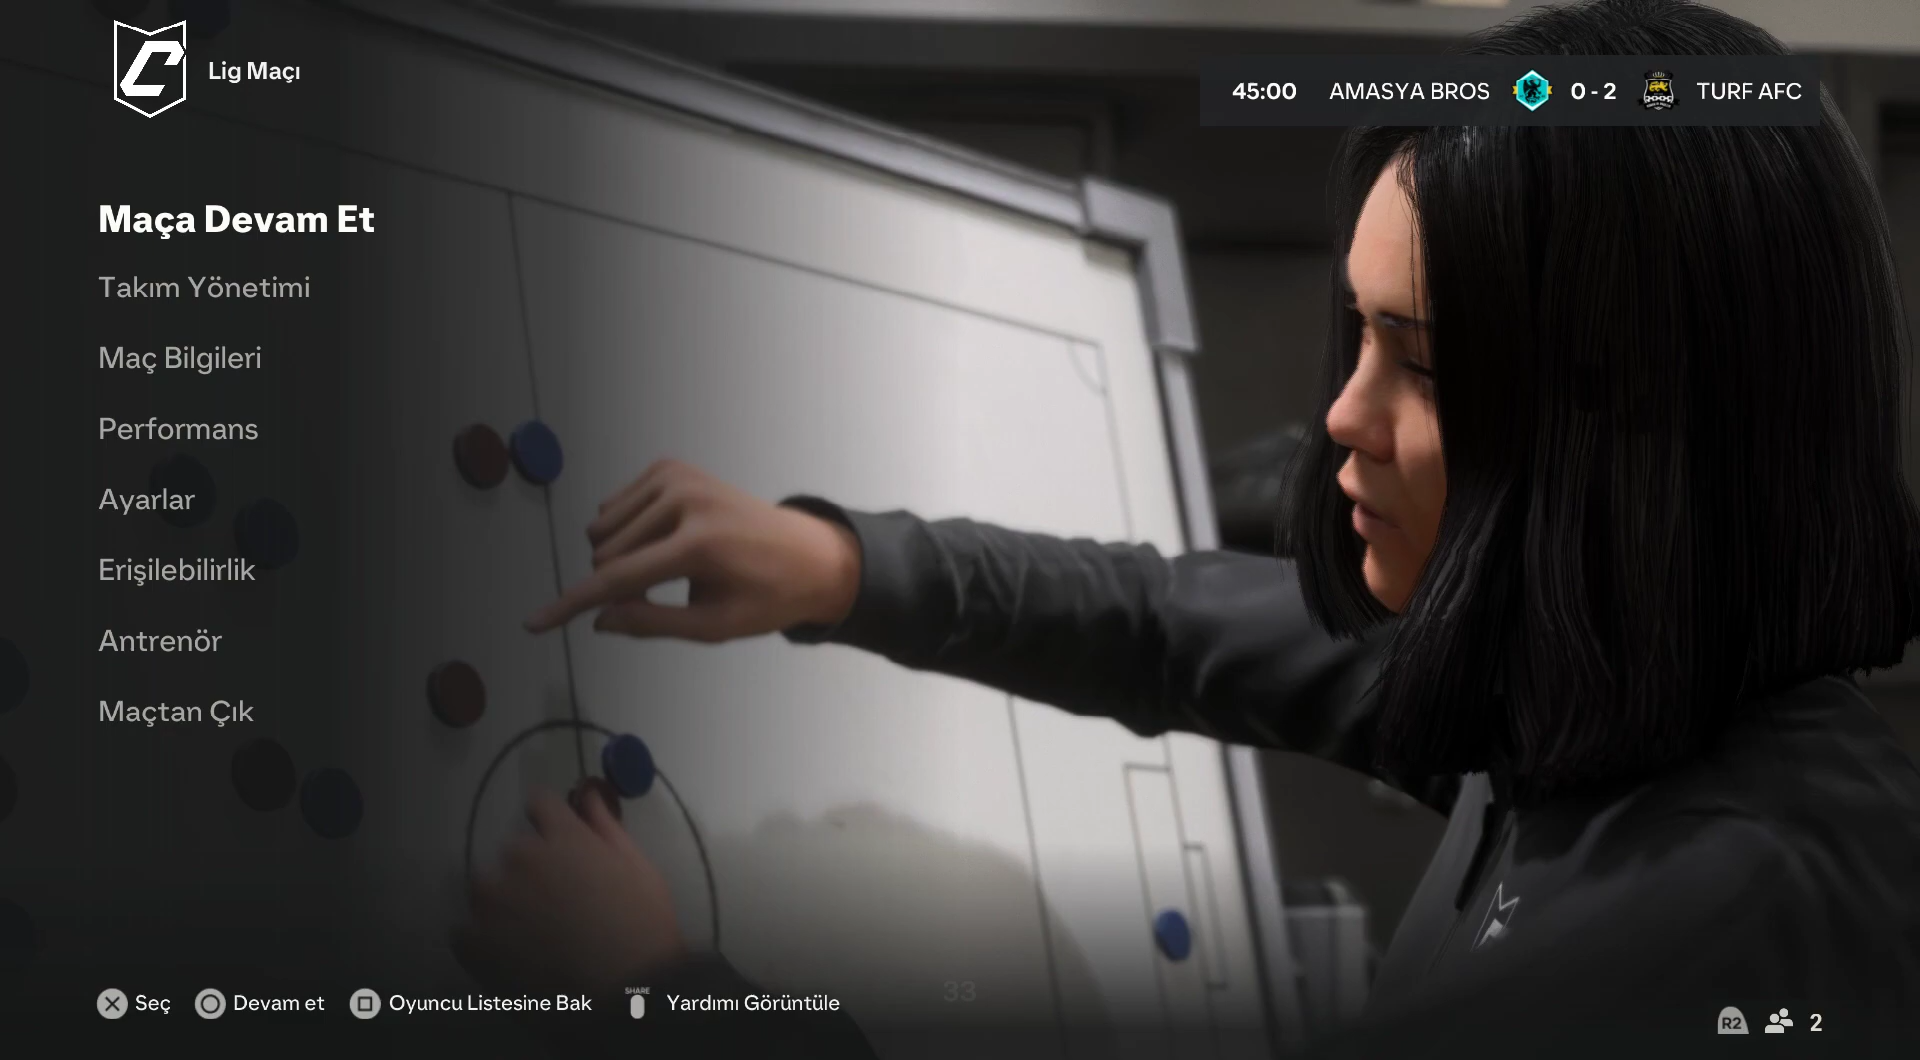 Lig Maçı
45:00 AMASYA BROS 0 - 2 TURF AFC
Maça Devam Et
Takım Yönetimi
Maç Bilgileri
Performans
Ayarlar
Erişilebilirlik
Antrenör
Maçtan Çık
33
Seç Devam et Oyuncu Listesine Bak SHARE Yardımı Görüntüle
R2 2